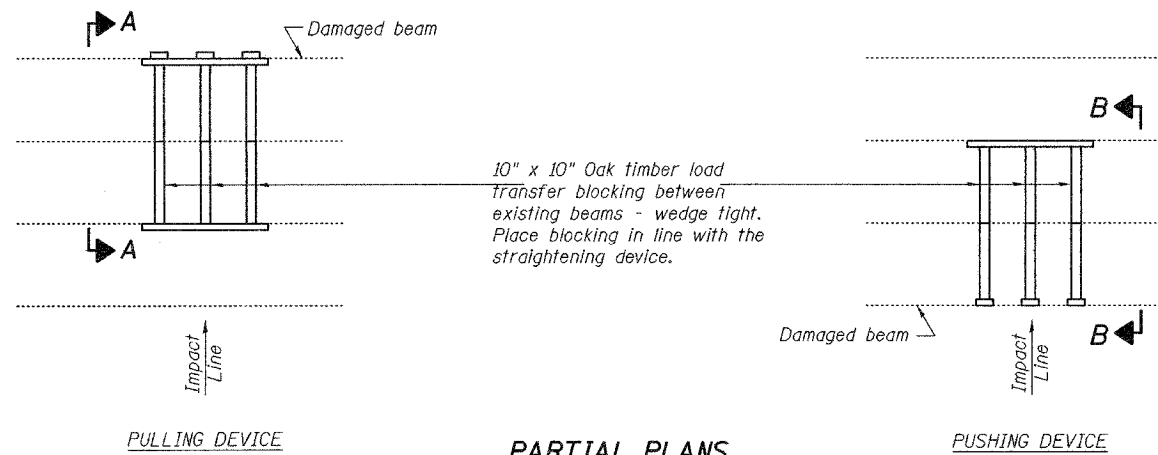 A
Damaged beam
B
10" x 10" Oak timber load
transfer blocking between
existing beams - wedge tight.
Place blocking in line with the
straightening device.
A
Damaged beam
B
Impact
Line
Impact
Line
PULLING DEVICE
PARTIAL PLANS
PUSHING DEVICE